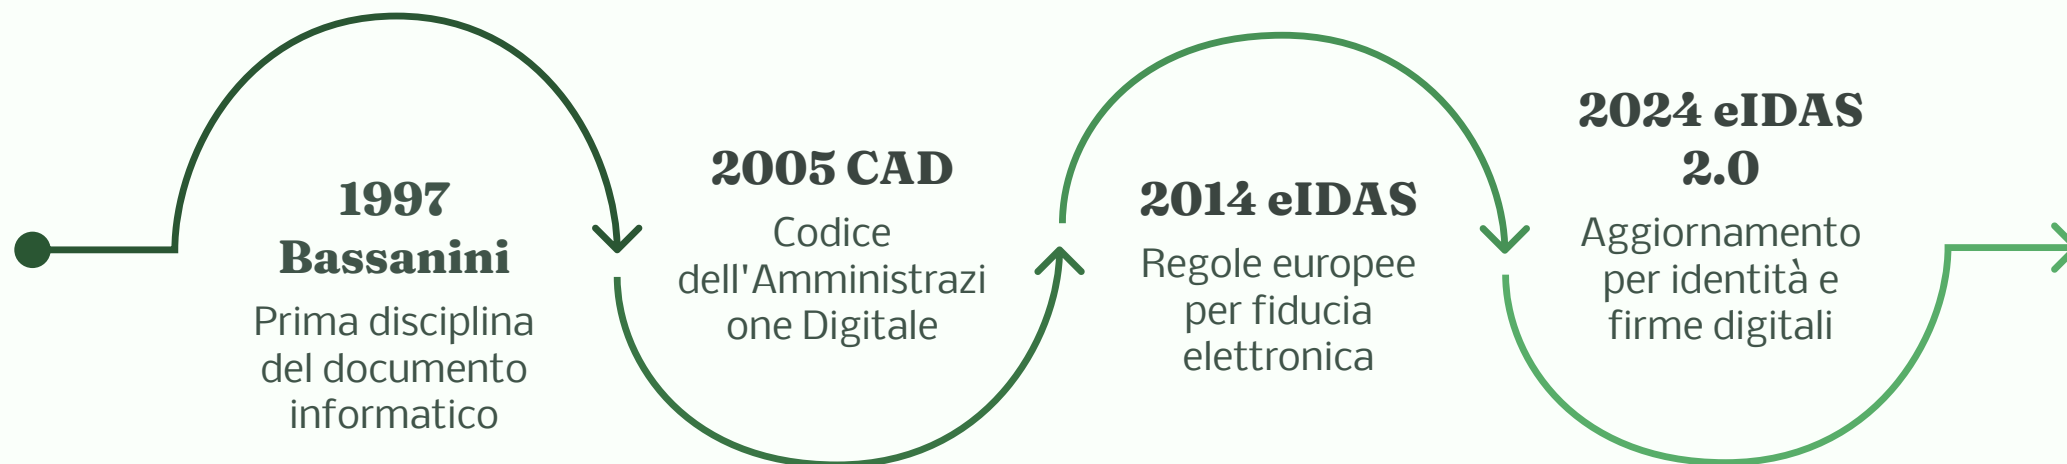 1997
Bassanini
Prima disciplina
del documento
informatico
2005 CAD
Codice
dell'Amministrazi
one Digitale
2014 eIDAS
Regole europee
per fiducia
elettronica
2024 eIDAS
2.0
Aggiornamento
per identità e
firme digitali